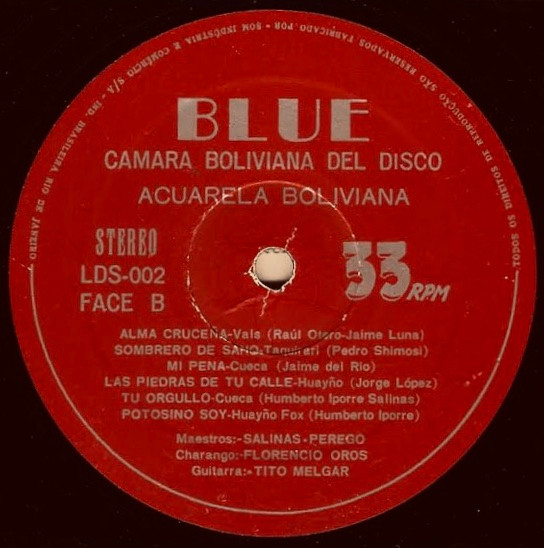 TODOS OS DIREITOS DE REPRODUÇÃO SÃO RESERVADOS FABRICADO POR SOM INDÚSTRIA E COMÉRCIO S/A. IND. BRASILEIRA RIO DE JANEIRO
BLUE
CAMARA BOLIVIANA DEL DISCO
ACUARELA BOLIVIANA
STEREO
LDS-002
FACE B
33 RPM
ALMA CRUCEÑA-Vals (Raúl Otero-Jaime Luna)
SOMBRERO DE SAHO-Taquirari (Pedro Shimosi)
MI PENA-Cueca (Jaime del Rio)
LAS PIEDRAS DE TU CALLE-Huayño (Jorge López)
TU ORGULLO-Cueca (Humberto Iporre Salinas)
POTOSINO SOY-Huayño Fox (Humberto Iporre)
Maestros:-SALINAS-PEREGO
Charango:-FLORENCIO OROS
Guitarra:-TITO MELGAR